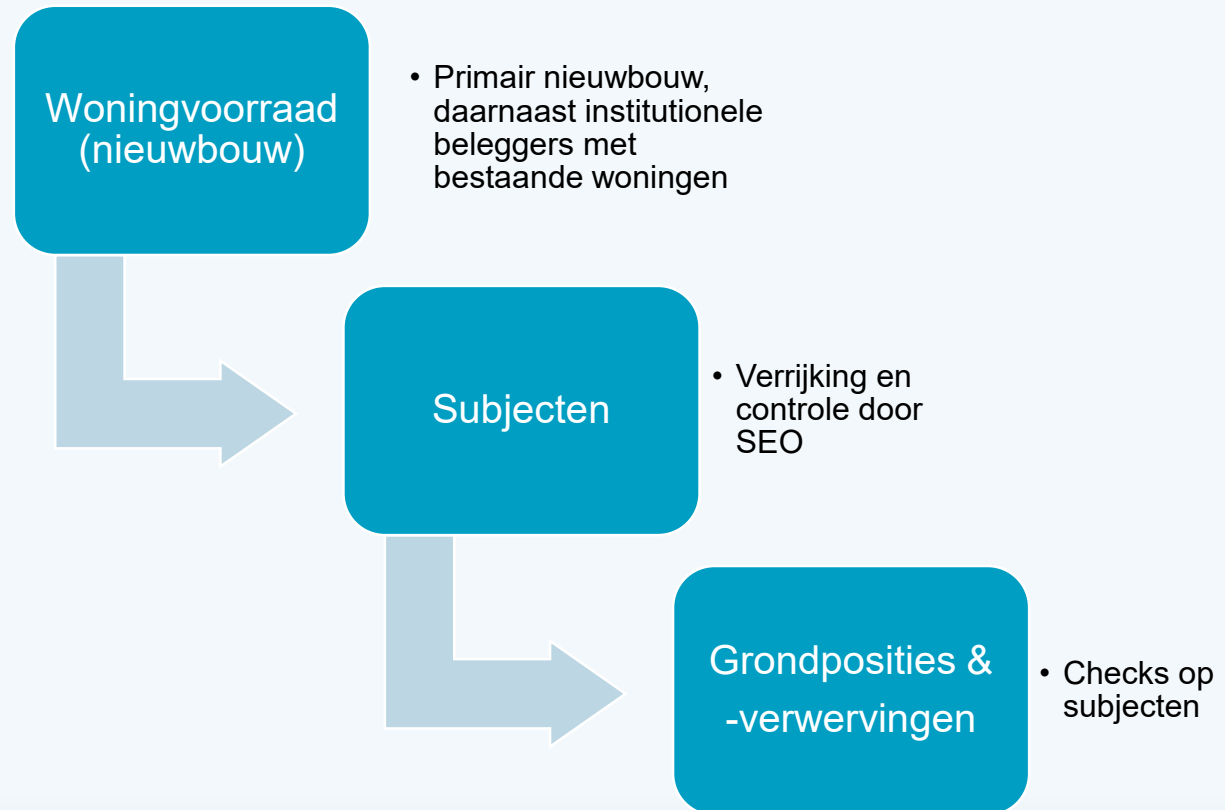 Woningvoorraad
(nieuwbouw)
• Primair nieuwbouw,
daarnaast institutionele
beleggers met
bestaande woningen
Subjecten
• Verrijking en
controle door
SEO
Grondposities &
-verwervingen
• Checks op
subjecten